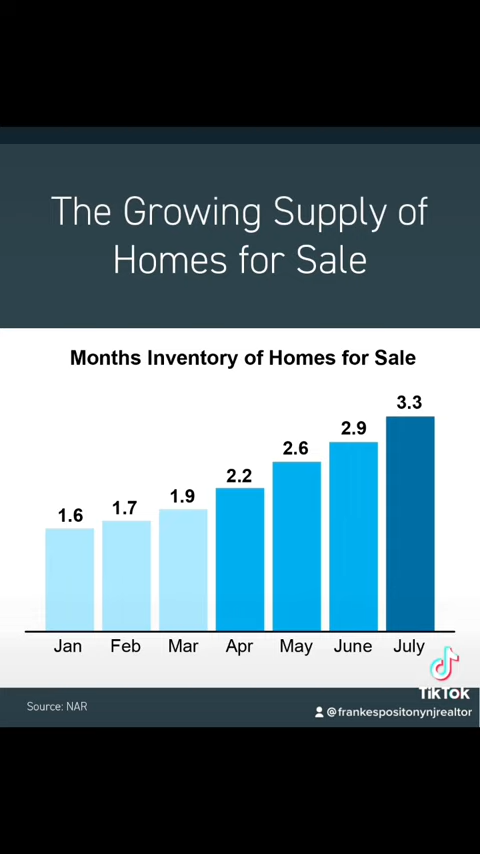 The Growing Supply of
Homes for Sale
Months Inventory of Homes for Sale
3.3
2.9
2.6
2.2
1.9
1.7
1.6
Jan Feb Mar Apr May June July
TikTok
Source: NAR
@frankespositonynjrealtor